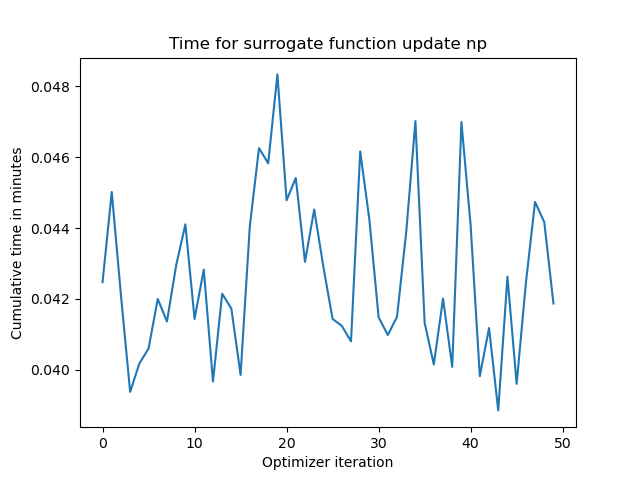 Time for surrogate function update np
Cumulative time in minutes
0.048
0.046
0.044
0.042
0.040
0 10 20 30 40 50
Optimizer iteration